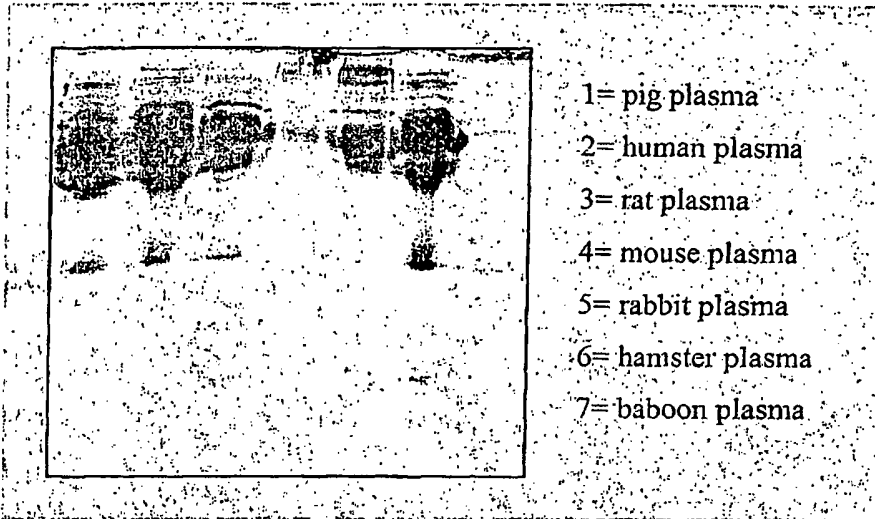 1= pig plasma
2= human plasma
3= rat plasma
4= mouse plasma
5= rabbit plasma
6= hamster plasma
7= baboon plasma